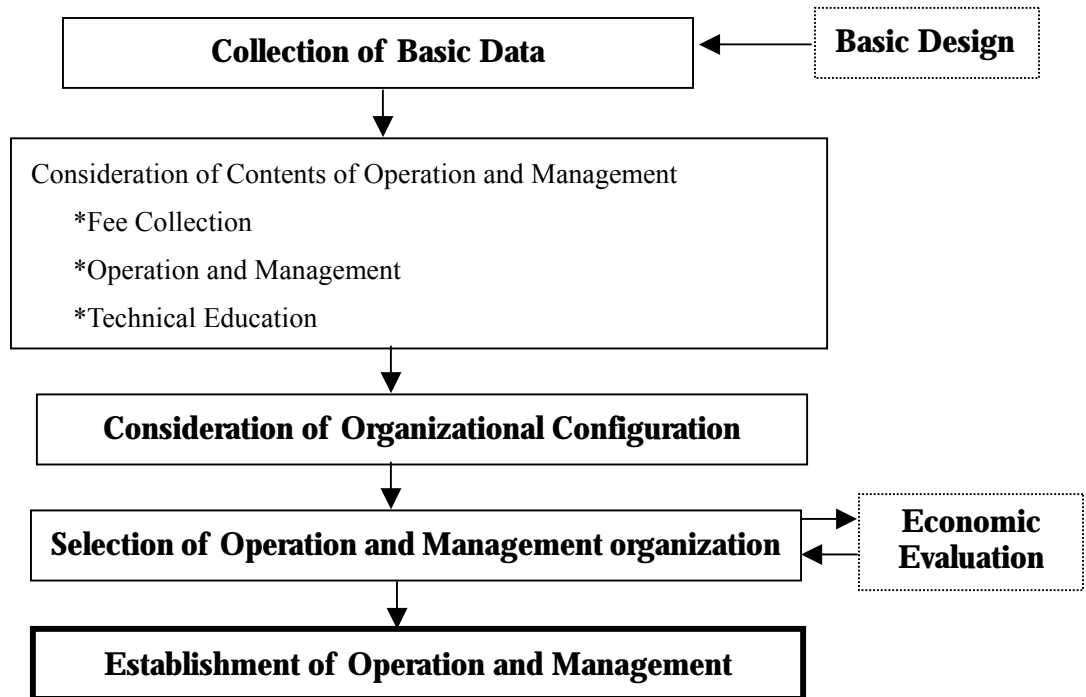 Collection of Basic Data
Basic Design
Consideration of Contents of Operation and Management
*Fee Collection
*Operation and Management
*Technical Education
Consideration of Organizational Configuration
Selection of Operation and Management organization
Economic
Evaluation
Establishment of Operation and Management